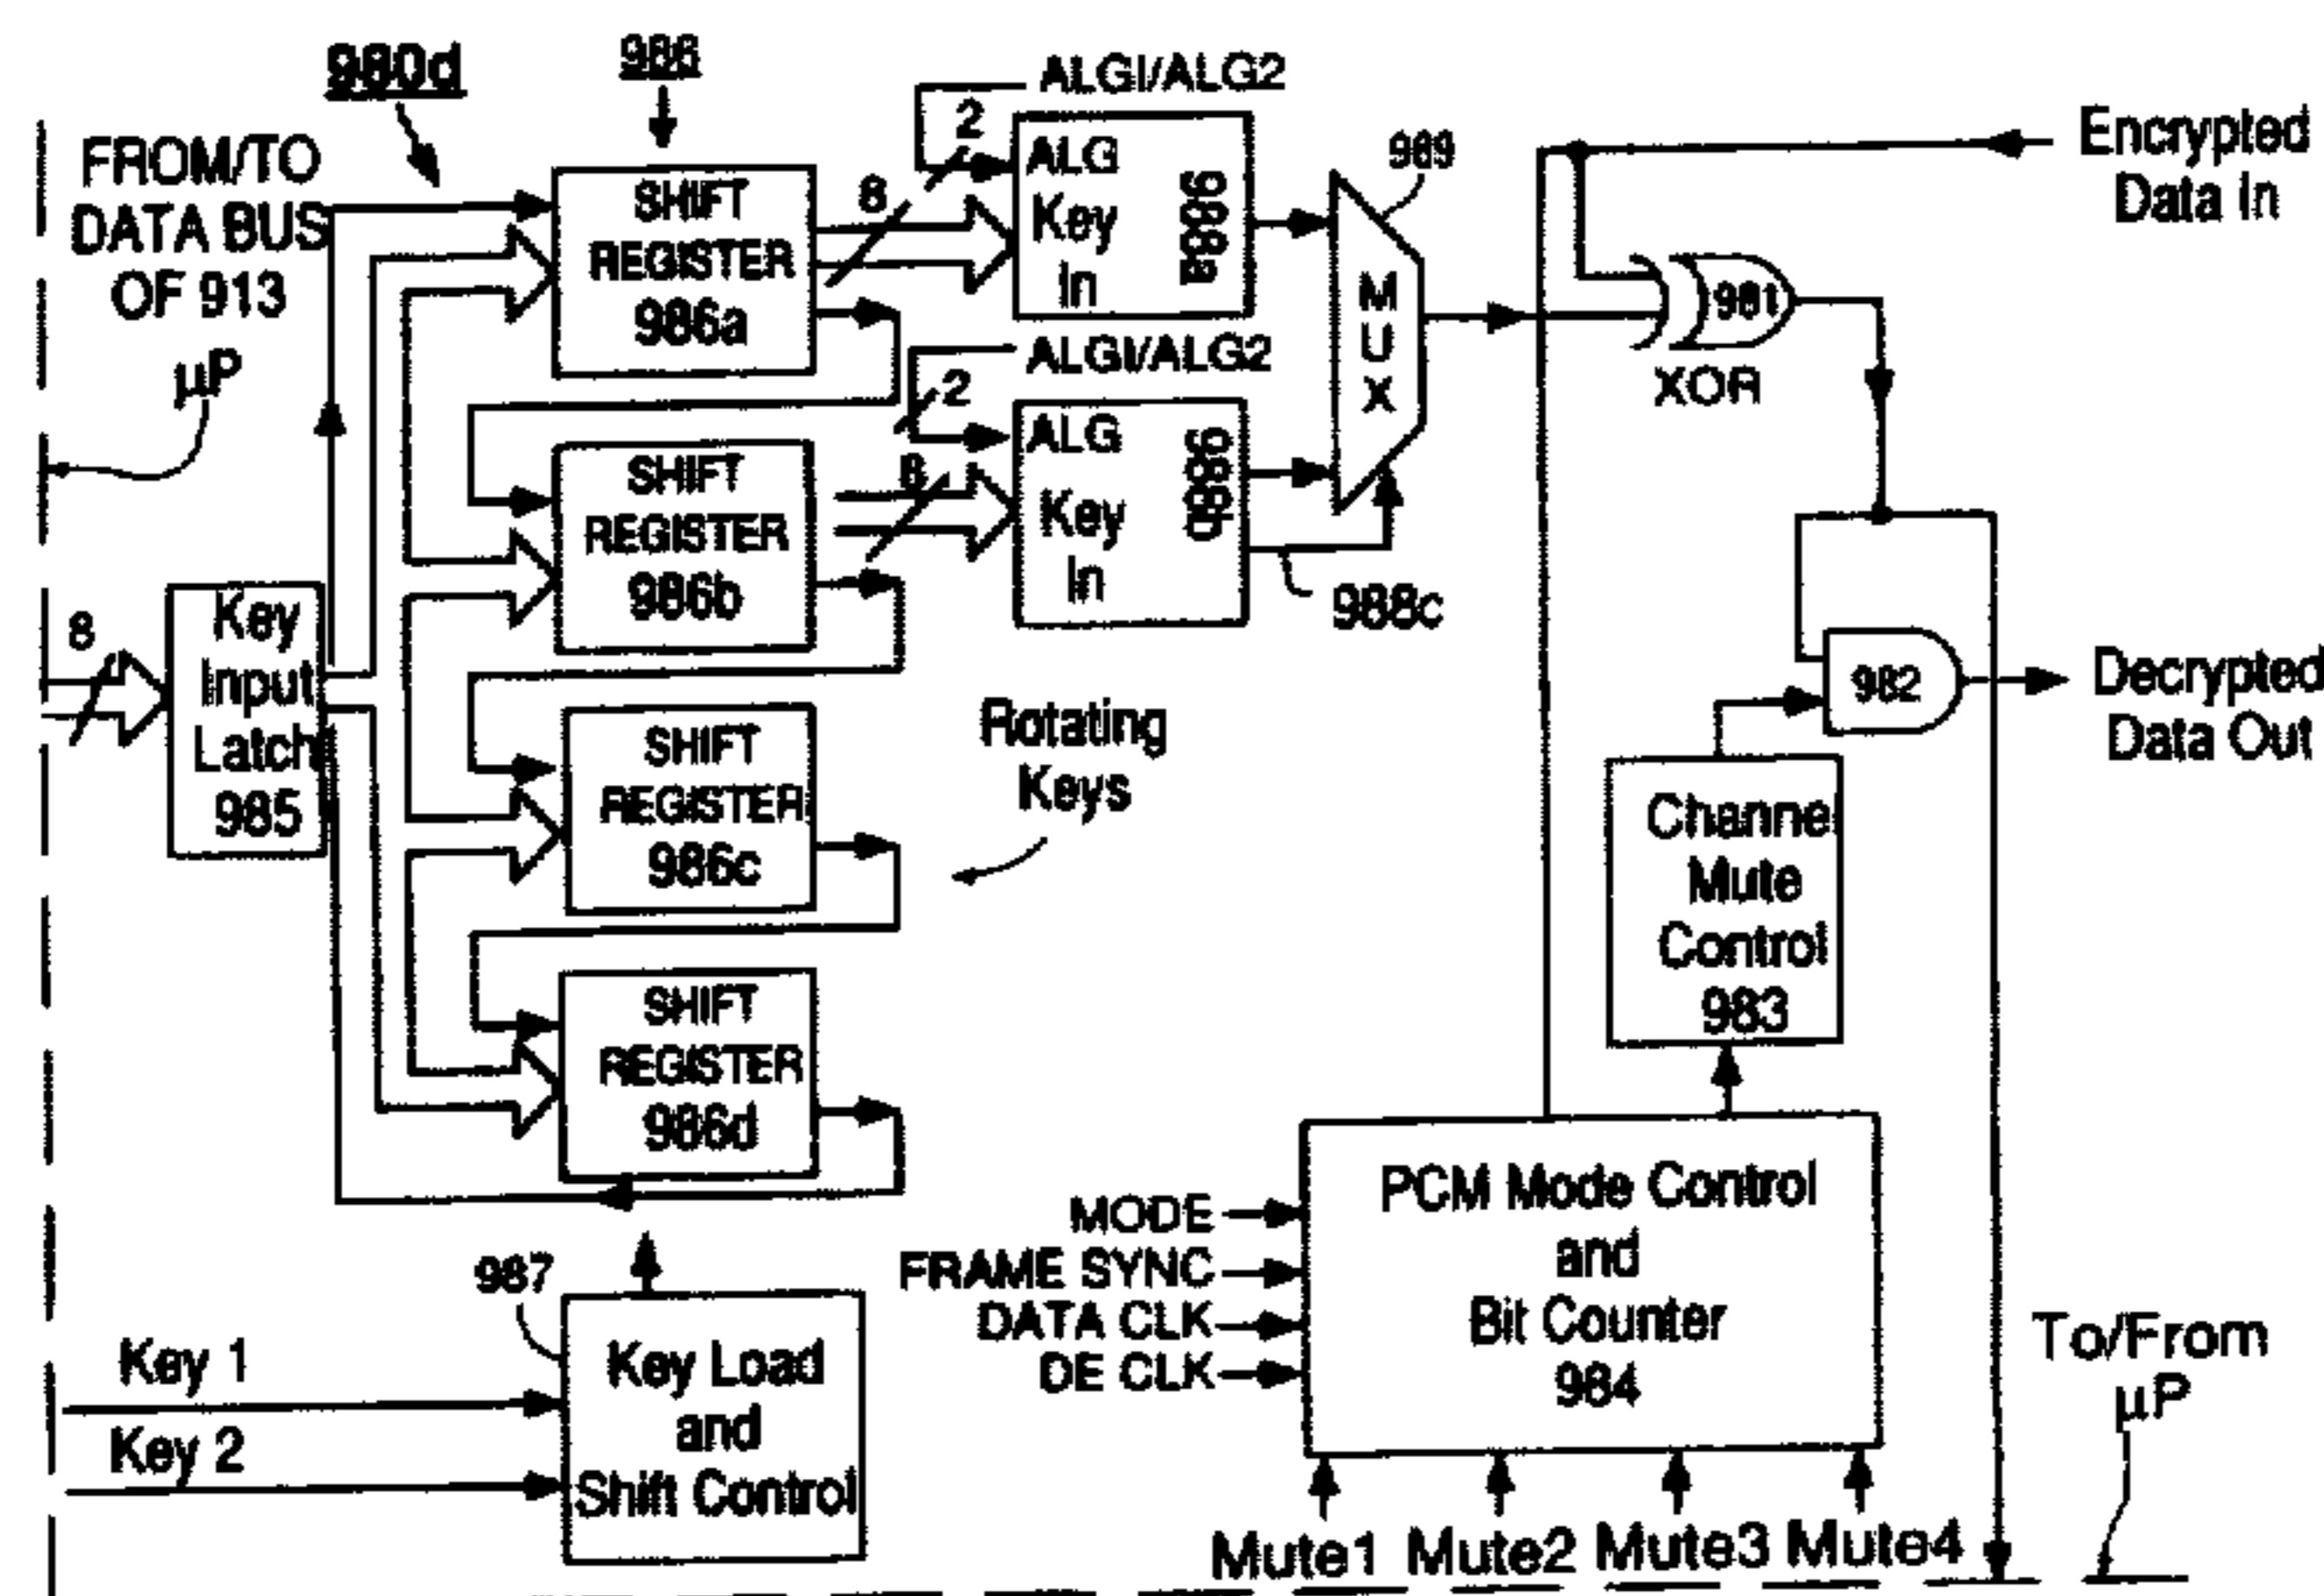 980d
986
ALGI/ALG2
FROM/TO
DATA BUS
OF 913
μP
SHIFT
REGISTER
986a
8
2
ALG
Key
In
988a
989
MUX
Encrypted
Data In
981
XOR
ALGI/ALG2
2
SHIFT
REGISTER
986b
8
ALG
Key
In
988b
988c
8
Key
Input
Latch
985
SHIFT
REGISTER
986c
Rotating
Keys
982
Decrypted
Data Out
Channel
Mute
Control
983
SHIFT
REGISTER
986d
987
Key 1
Key 2
Key Load
and
Shift Control
MODE
FRAME SYNC
DATA CLK
DE CLK
PCM Mode Control
and
Bit Counter
984
Mute1 Mute2 Mute3 Mute4
To/From
μP